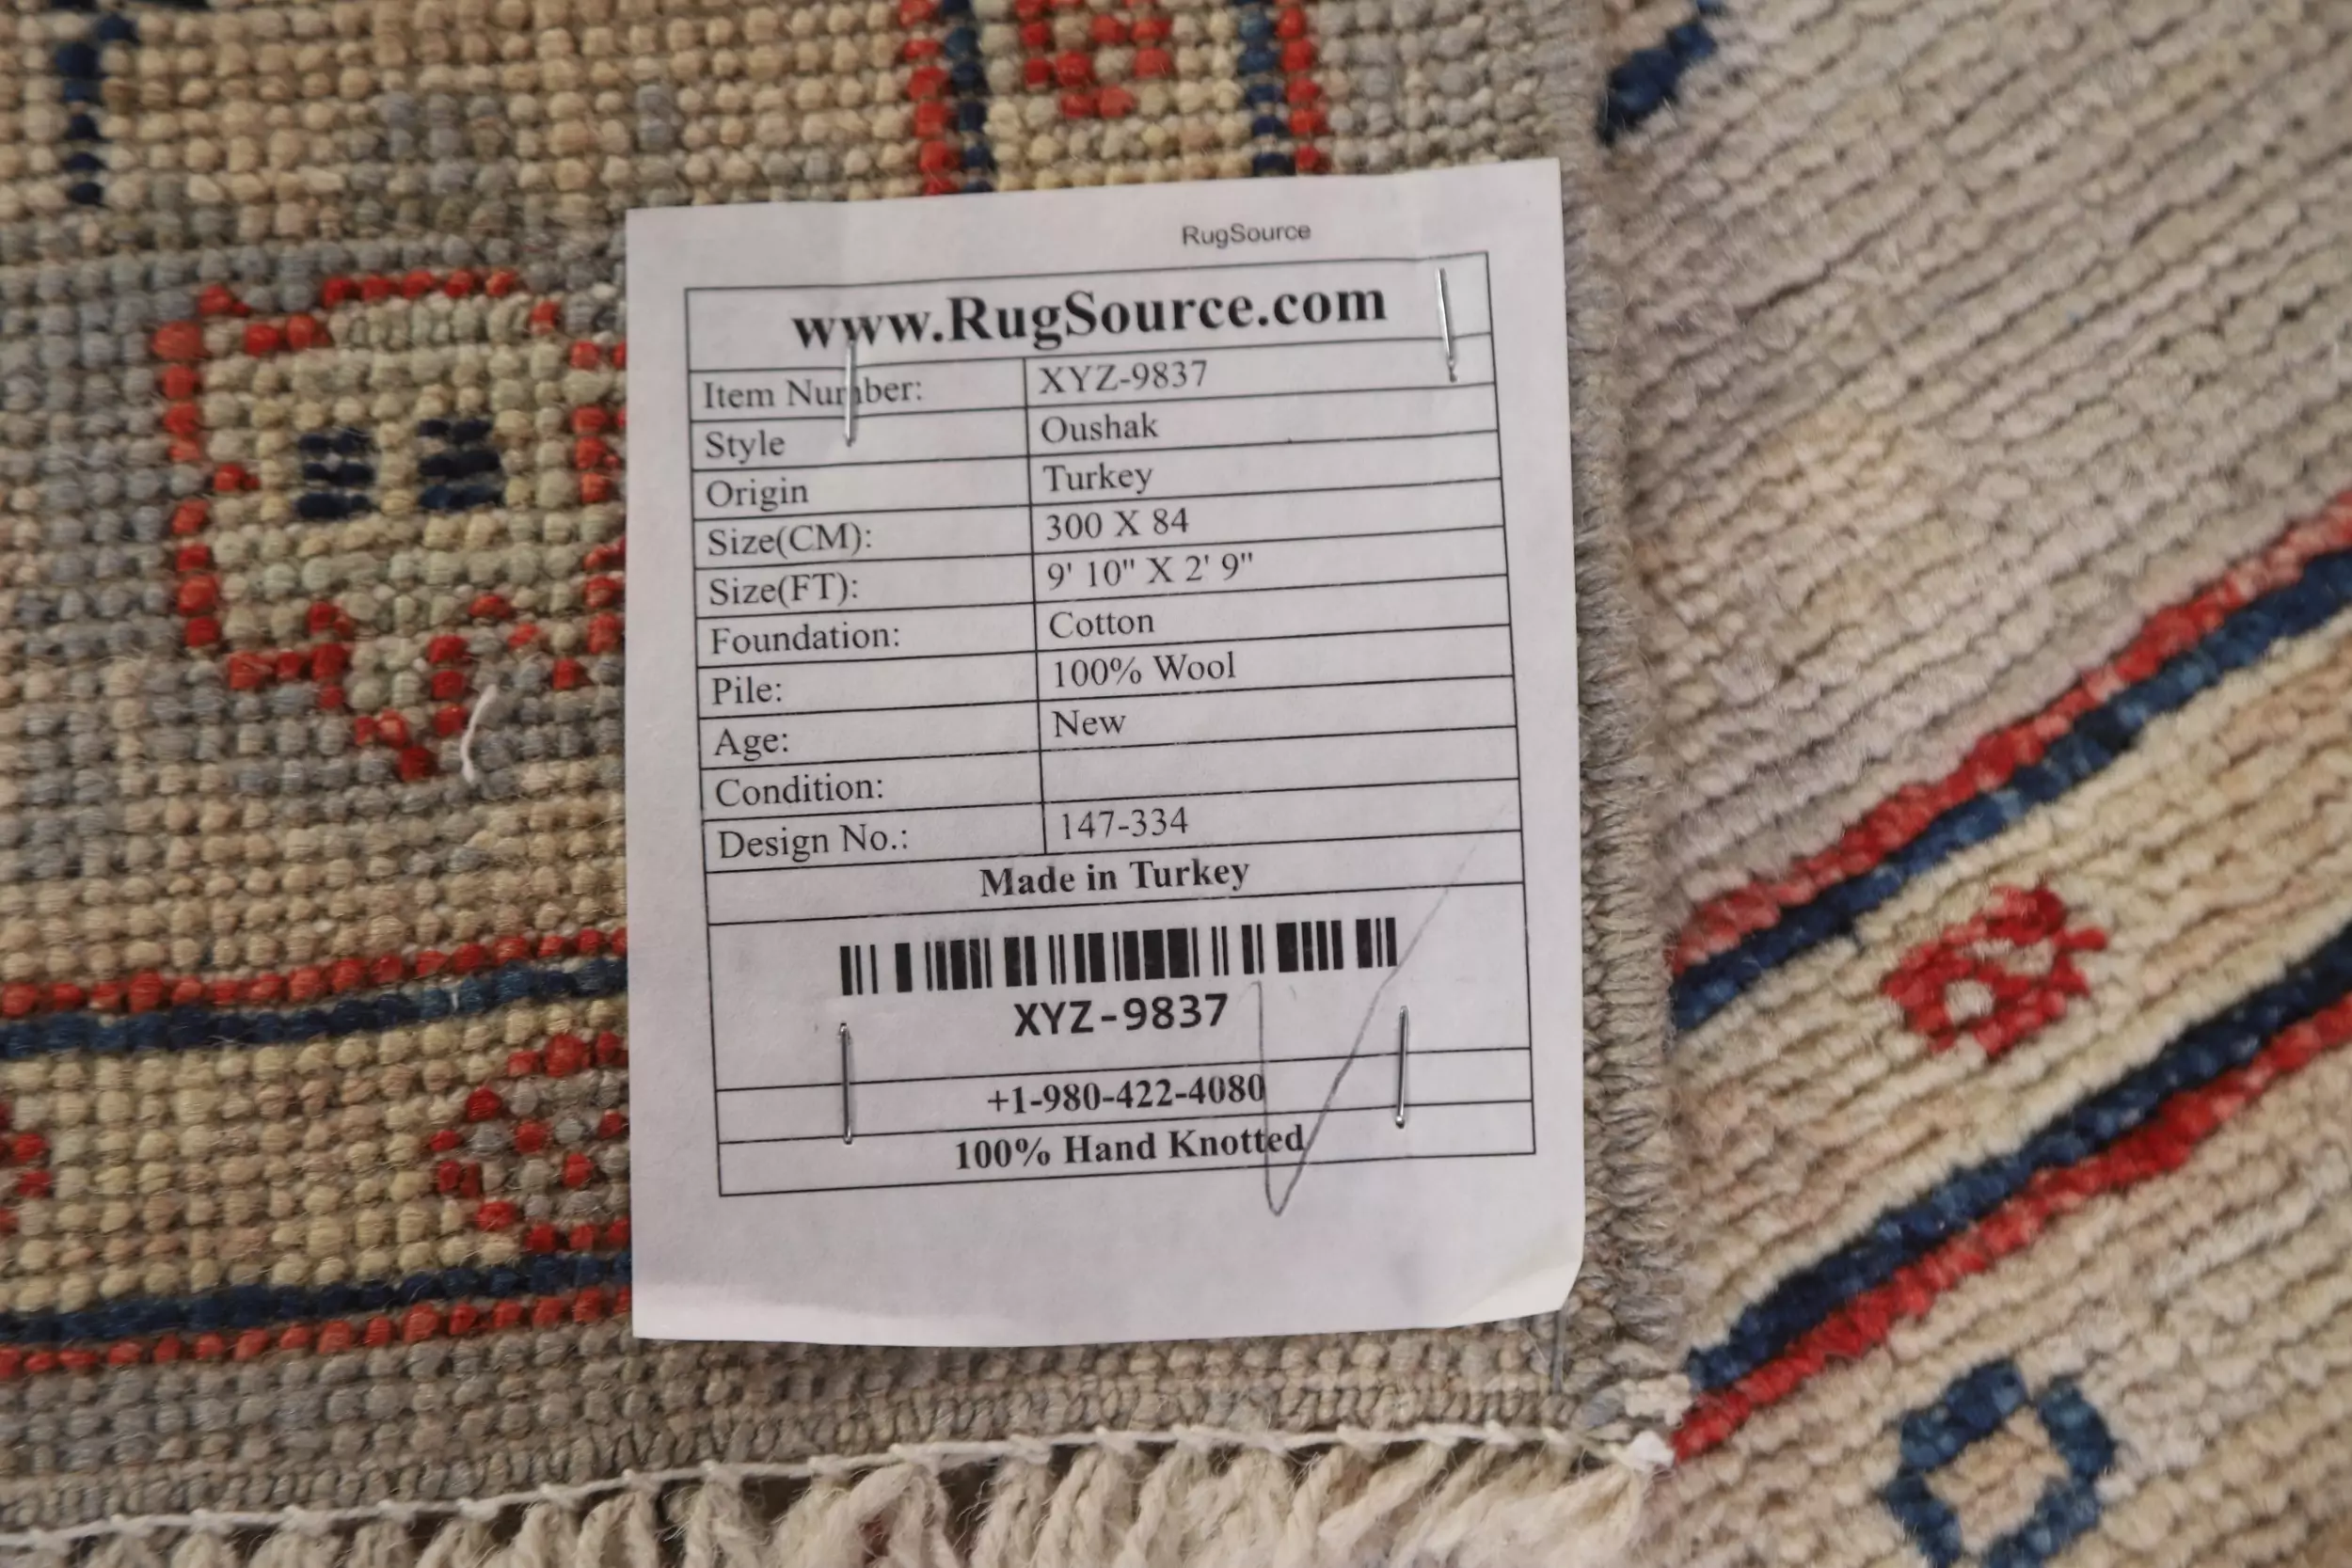 RugSource
www.RugSource.com
Item Number: XYZ-9837
Style Oushak
Origin Turkey
Size(CM): 300 X 84
Size(FT): 9' 10" X 2' 9"
Foundation: Cotton
Pile: 100% Wool
Age: New
Condition:
Design No.: 147-334
Made in Turkey
XYZ-9837
+1-980-422-4080
100% Hand Knotted